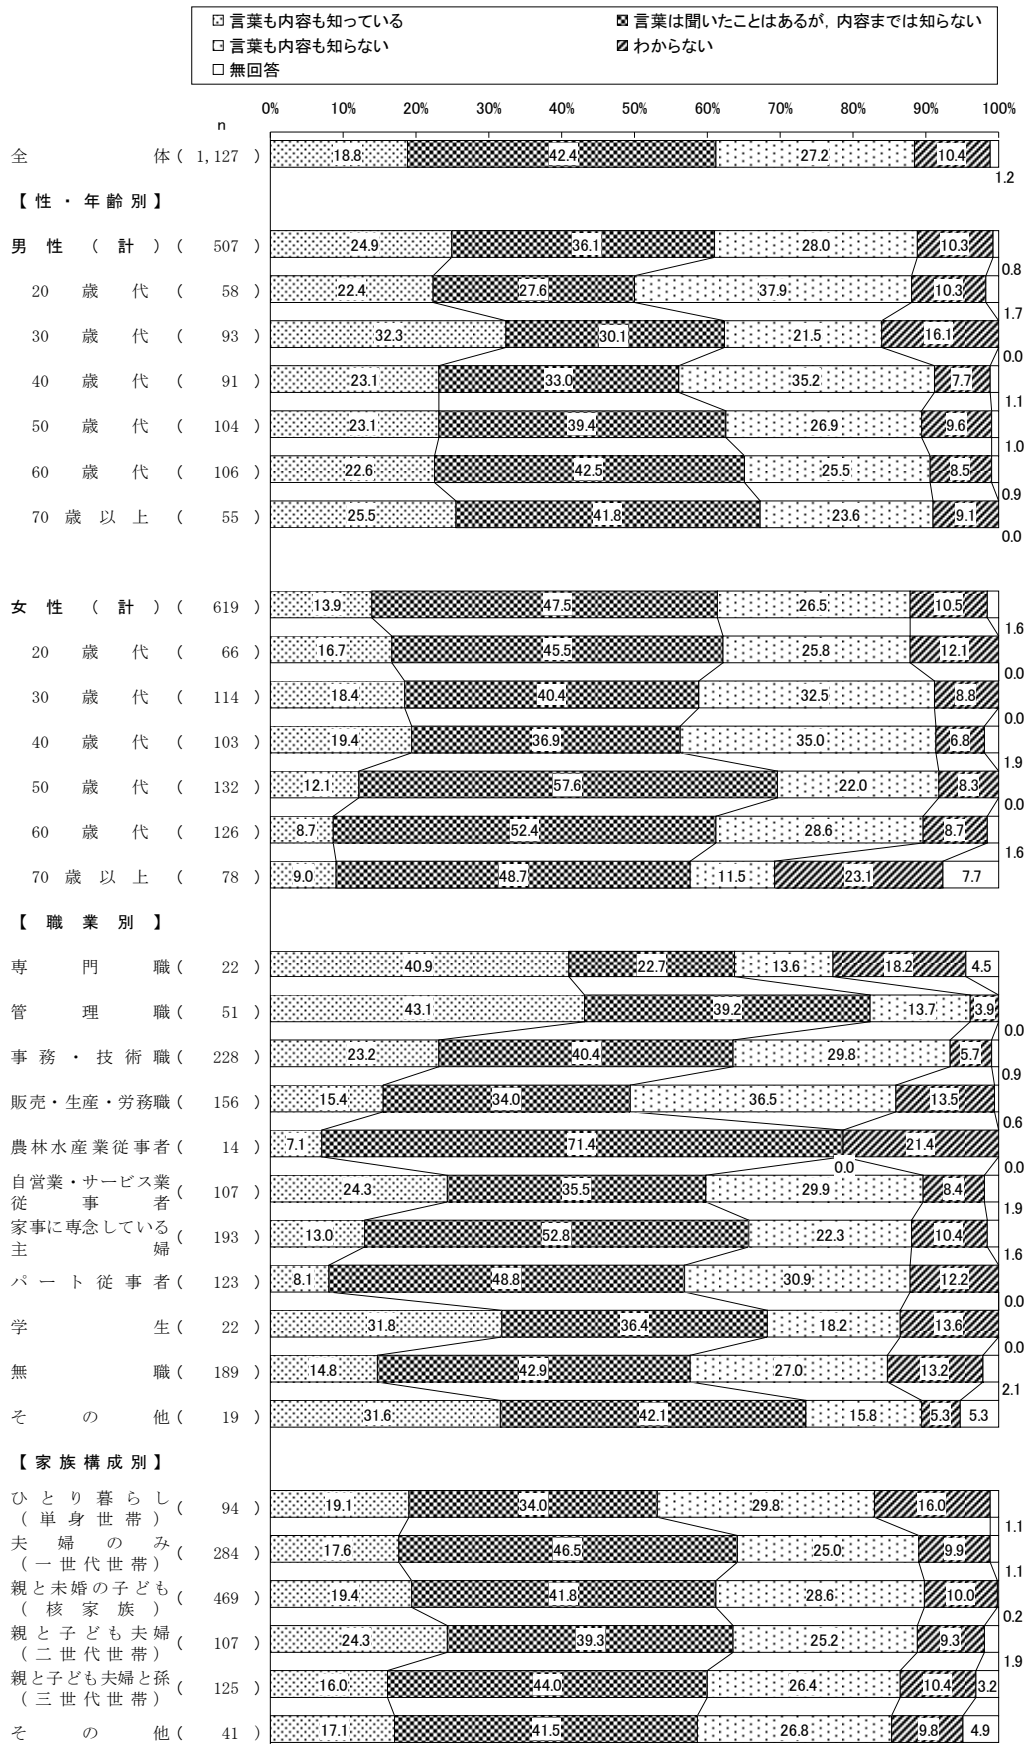 言葉も内容も知っている 言葉は聞いたことはあるが，内容までは知らない
言葉も内容も知らない わからない
無回答
0% 10% 20% 30% 40% 50% 60% 70% 80% 90% 100%
n
全体( 1,127 ) 18.8 42.4 27.2 10.4 1.2
【性・年齢別】
男性（計）( 507 ) 24.9 36.1 28.0 10.3 0.8
20歳代( 58 ) 22.4 27.6 37.9 10.3 1.7
30歳代( 93 ) 32.3 30.1 21.5 16.1 0.0
40歳代( 91 ) 23.1 33.0 35.2 7.7 1.1
50歳代( 104 ) 23.1 39.4 26.9 9.6 1.0
60歳代( 106 ) 22.6 42.5 25.5 8.5 0.9
70歳以上( 55 ) 25.5 41.8 23.6 9.1 0.0
女性（計）( 619 ) 13.9 47.5 26.5 10.5 1.6
20歳代( 66 ) 16.7 45.5 25.8 12.1 0.0
30歳代( 114 ) 18.4 40.4 32.5 8.8 0.0
40歳代( 103 ) 19.4 36.9 35.0 6.8 1.9
50歳代( 132 ) 12.1 57.6 22.0 8.3 0.0
60歳代( 126 ) 8.7 52.4 28.6 8.7 1.6
70歳以上( 78 ) 9.0 48.7 11.5 23.1 7.7
【職業別】
専門職( 22 ) 40.9 22.7 13.6 18.2 4.5
管理職( 51 ) 43.1 39.2 13.7 3.9 0.0
事務・技術職( 228 ) 23.2 40.4 29.8 5.7 0.9
販売・生産・労務職( 156 ) 15.4 34.0 36.5 13.5 0.6
農林水産業従事者( 14 ) 7.1 71.4 0.0 21.4 0.0
自営業・サービス業
従事者( 107 ) 24.3 35.5 29.9 8.4 1.9
家事に専念している
主婦( 193 ) 13.0 52.8 22.3 10.4 1.6
パート従事者( 123 ) 8.1 48.8 30.9 12.2 0.0
学生( 22 ) 31.8 36.4 18.2 13.6 0.0
無職( 189 ) 14.8 42.9 27.0 13.2 2.1
その他( 19 ) 31.6 42.1 15.8 5.3 5.3
【家族構成別】
ひとり暮らし
（単身世帯）( 94 ) 19.1 34.0 29.8 16.0 1.1
夫婦のみ
（一世代世帯）( 284 ) 17.6 46.5 25.0 9.9 1.1
親と未婚の子ども
（核家族）( 469 ) 19.4 41.8 28.6 10.0 0.2
親と子ども夫婦
（二世代世帯）( 107 ) 24.3 39.3 25.2 9.3 1.9
親と子ども夫婦と孫
（三世代世帯）( 125 ) 16.0 44.0 26.4 10.4 3.2
その他( 41 ) 17.1 41.5 26.8 9.8 4.9